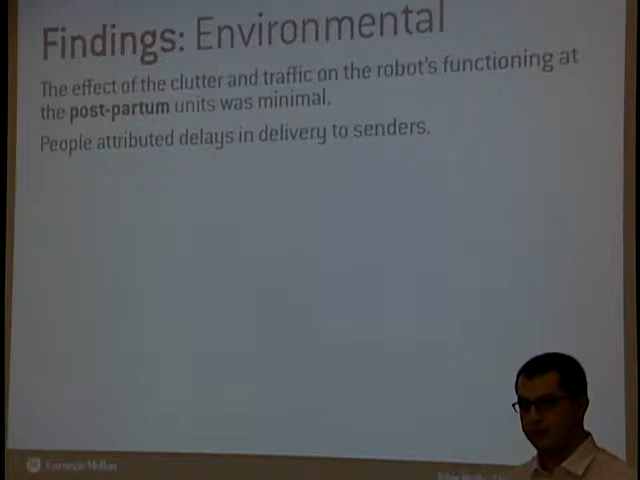 Findings: Environmental
The effect of the clutter and traffic on the robot's functioning at
the post-partum units was minimal.
People attributed delays in delivery to senders.
Carnegie Mellon